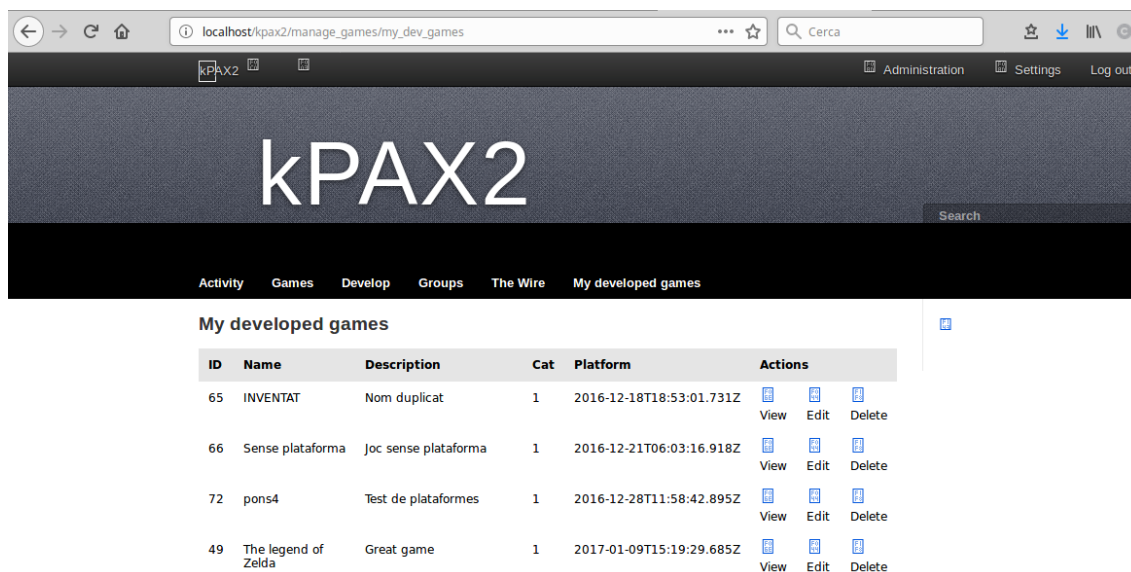 localhost/kpax2/manage_games/my_dev_games
Cerca
kPAX2
Administration
Settings
Log out
kPAX2
Search
Activity Games Develop Groups The Wire My developed games
My developed games
ID Name Description Cat Platform Actions
65 INVENTAT Nom duplicat 1 2016-12-18T18:53:01.731Z
View Edit Delete
66 Sense plataforma Joc sense plataforma 1 2016-12-21T06:03:16.918Z
View Edit Delete
72 pons4 Test de plataformes 1 2016-12-28T11:58:42.895Z
View Edit Delete
49 The legend of Great game 1 2017-01-09T15:19:29.685Z
Zelda
View Edit Delete